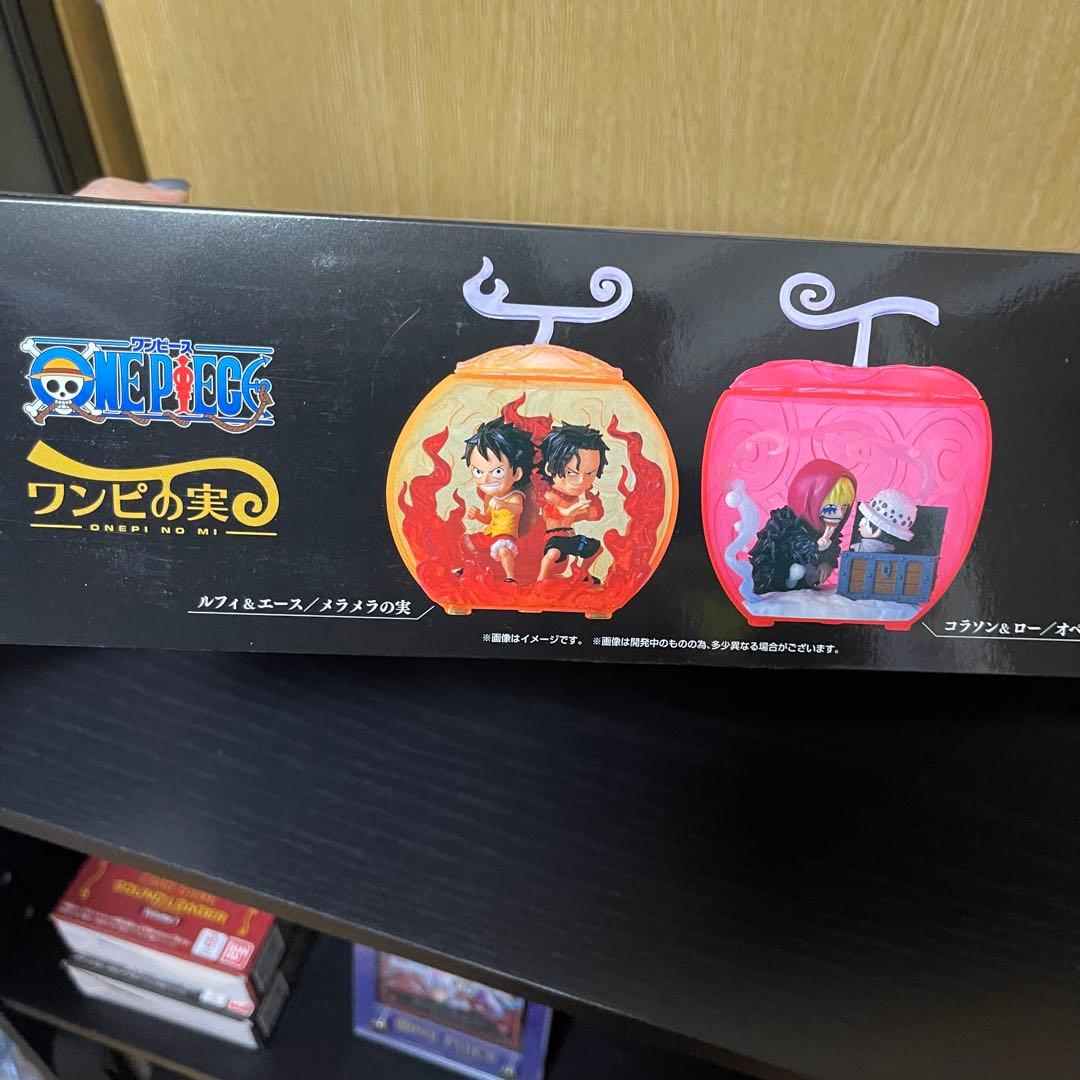 ワンピース
ONE PIECE
ワンピの実
ONEPI NO MI
ルフィ＆エース／メラメラの実
コラソン＆ロー／オペ
※画像はイメージです。 ※画像は開発中のものの為、多少異なる場合がございます。